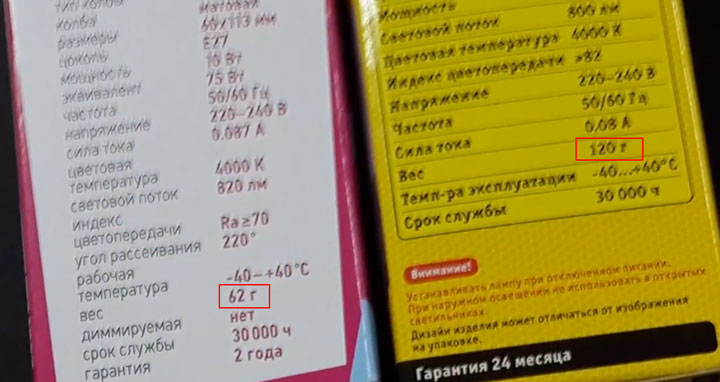 тип колбы матовая
колба 60х113 мм
размеры
цоколь E27
мощность 10 Вт
эквивалент 75 Вт
частота 50/60 Гц
напряжение 220–240 В
сила тока 0.087 А
цветовая
температура 4000 К
световой поток 820 лм
индекс
цветопередачи Ra≥70
угол рассеивания 220°
рабочая
температура -40–+40°C
вес 62 г
диммируемая нет
срок службы 30 000 ч
гарантия 2 года
Мощность
Световой поток 800 лм
Цветовая температура 4000 К
Индекс цветопередачи >82
Напряжение 220–240 В
Частота 50/60 Гц
Сила тока 0,08 А
Вес 120 г
Темп-ра эксплуатации -40...+40°C
Срок службы 30 000 ч
Внимание!
Устанавливать лампу при отключенном питании.
При наружном освещении не использовать в открытых
светильниках.
Дизайн изделия может отличаться от изображения
на упаковке.
Гарантия 24 месяца